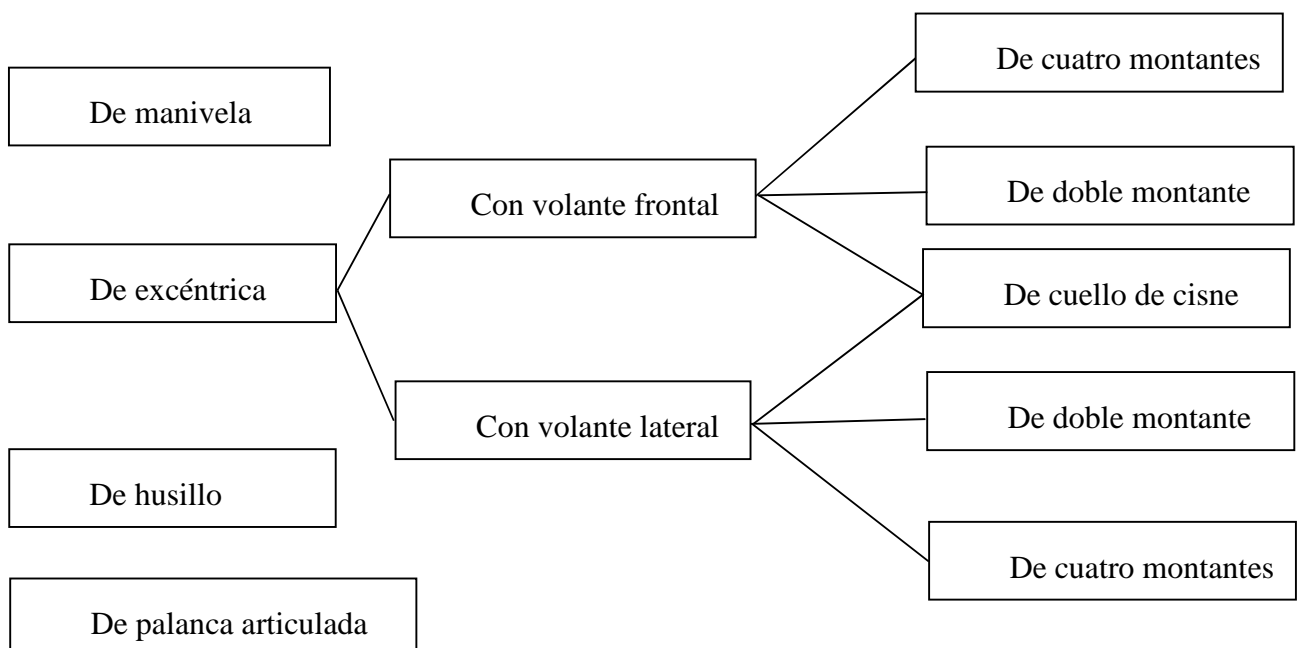 De manivela
De excéntrica
De husillo
De palanca articulada
Con volante frontal
Con volante lateral
De cuatro montantes
De doble montante
De cuello de cisne
De doble montante
De cuatro montantes